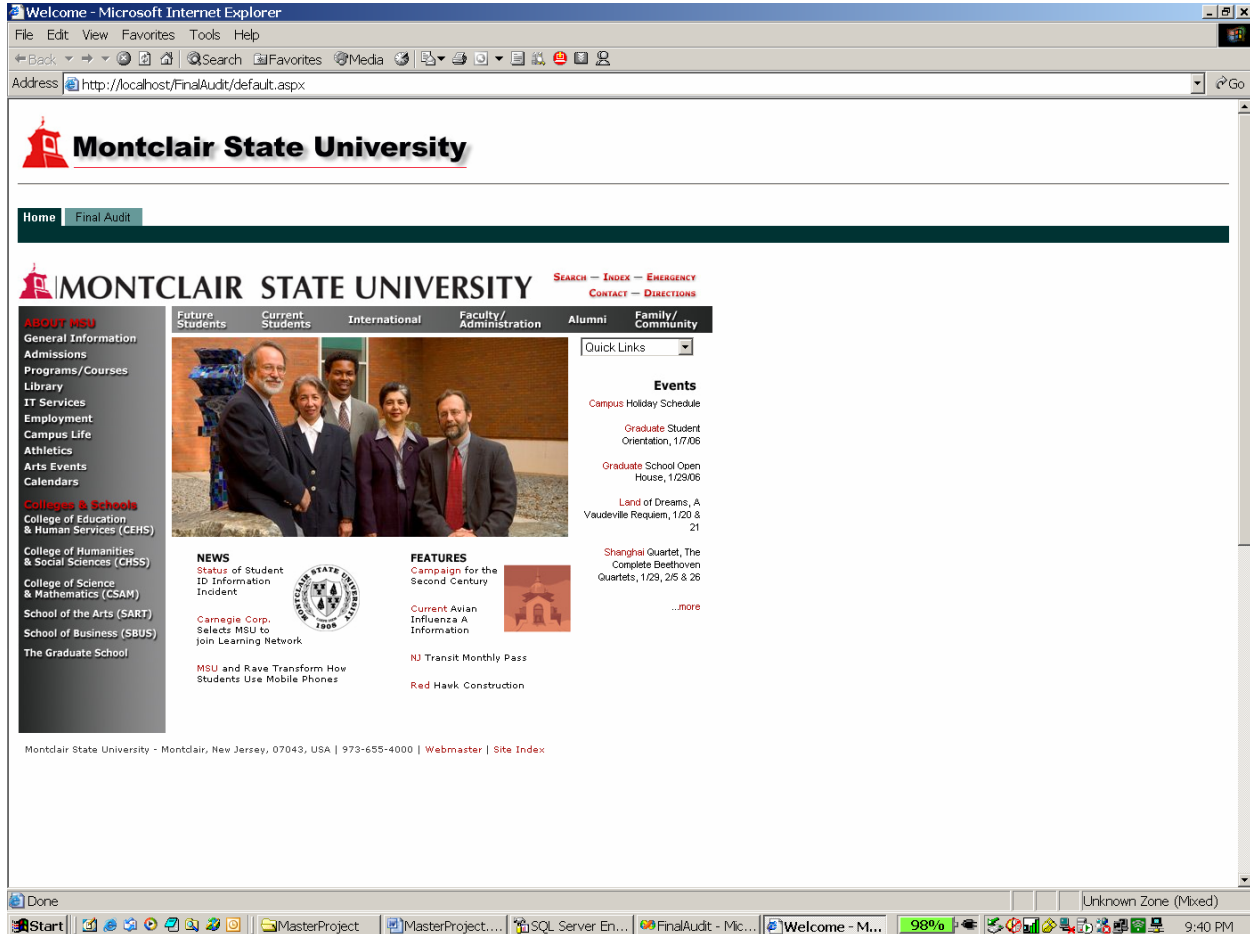 Welcome - Microsoft Internet Explorer
File Edit View Favorites Tools Help
Back Search Favorites Media
Address http://localhost/FinalAudit/default.aspx Go
Montclair State University
Home Final Audit
MONTCLAIR STATE UNIVERSITY
SEARCH — INDEX — EMERGENCY
CONTACT — DIRECTIONS
ABOUT MSU
General Information
Admissions
Programs/Courses
Library
IT Services
Employment
Campus Life
Athletics
Arts Events
Calendars
Colleges & Schools
College of Education
& Human Services (CEHS)
College of Humanities
& Social Sciences (CHSS)
College of Science
& Mathematics (CSAM)
School of the Arts (SART)
School of Business (SBUS)
The Graduate School
Future Students
Current Students
International
Faculty/ Administration
Alumni
Family/ Community
Quick Links
Events
Campus Holiday Schedule
Graduate Student
Orientation, 1/7/06
Graduate School Open
House, 1/29/06
Land of Dreams, A
Vaudeville Requiem, 1/20 &
21
Shanghai Quartet, The
Complete Beethoven
Quartets, 1/29, 2/5 & 26
...more
NEWS
Status of Student
ID Information
Incident
Carnegie Corp.
Selects MSU to
join Learning Network
MSU and Rave Transform How
Students Use Mobile Phones
MONTCLAIR STATE UNIVERSITY
1908
FEATURES
Campaign for the
Second Century
Current Avian
Influenza A
Information
NJ Transit Monthly Pass
Red Hawk Construction
Montclair State University - Montclair, New Jersey, 07043, USA | 973-655-4000 | Webmaster | Site Index
Done Unknown Zone (Mixed)
Start MasterProject MasterProject.... SQL Server En... FinalAudit - Mic... Welcome - M... 98% 9:40 PM